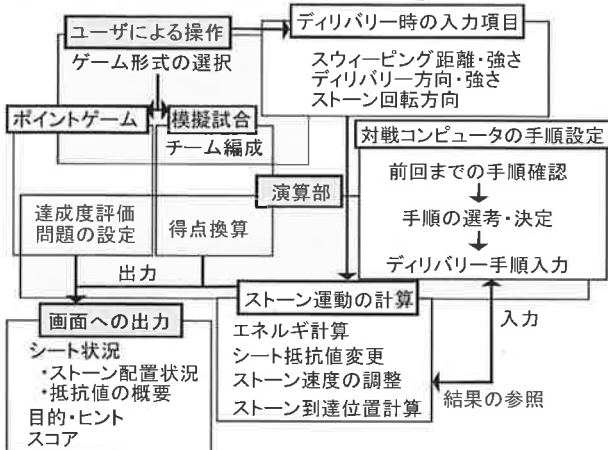 ユーザによる操作
ゲーム形式の選択
ディリバリー時の入力項目
スウィーピング距離・強さ
ディリバリー方向・強さ
ストーン回転方向
ポイントゲーム
模擬試合
チーム編成
対戦コンピュータの手順設定
前回までの手順確認
手順の選考・決定
ディリバリー手順入力
演算部
達成度評価
問題の設定
得点換算
出力
ストーン運動の計算
エネルギ計算
シート抵抗値変更
ストーン速度の調整
ストーン到達位置計算
入力
結果の参照
画面への出力
シート状況
・ストーン配置状況
・抵抗値の概要
目的・ヒント
スコア